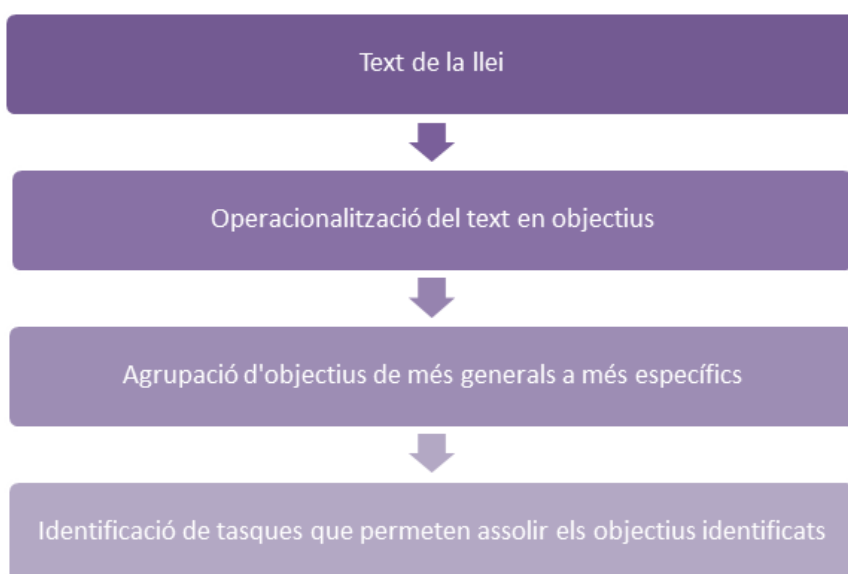 Text de la llei
Operacionalització del text en objectius
Agrupació d'objectius de més generals a més específics
Identificació de tasques que permeten assolir els objectius identificats